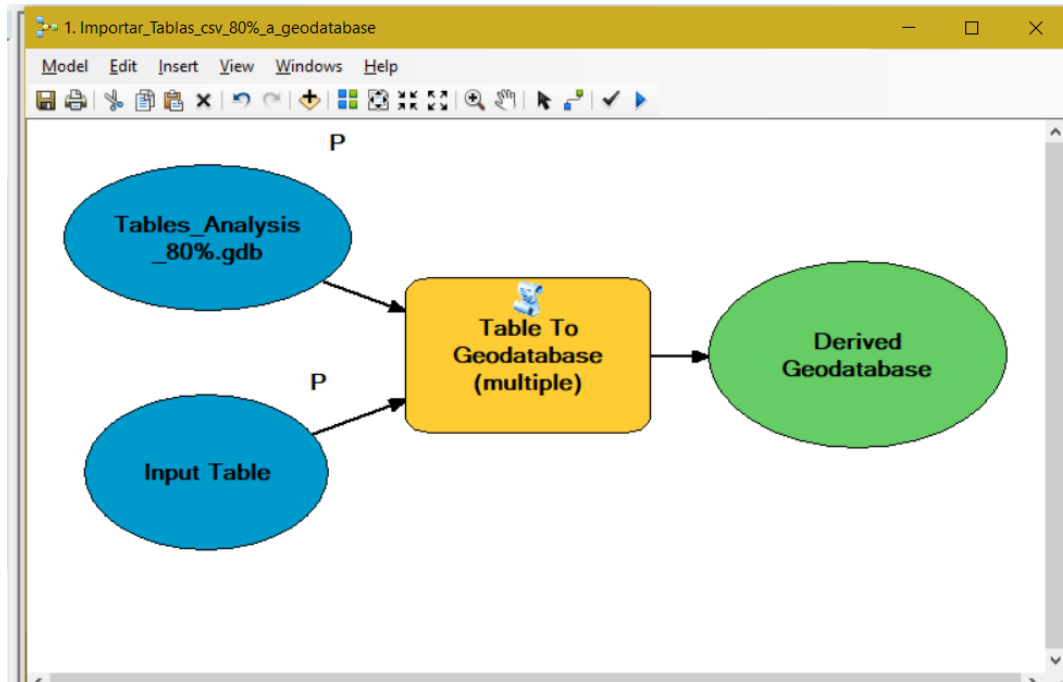 1. Importar_Tablas_csv_80%_a_geodatabase
Model Edit Insert View Windows Help
P
Tables_Analysis
_80%.gdb
Table To
Geodatabase
(multiple)
Derived
Geodatabase
P
Input Table